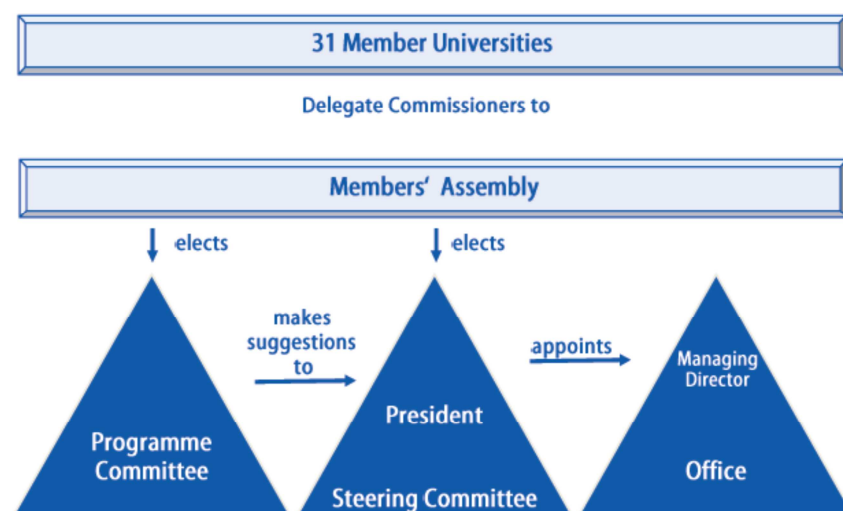 31 Member Universities
Delegate Commissioners to
Members‘ Assembly
elects
elects
makes
suggestions
to
appoints
Managing
Director
President
Programme
Committee
Office
Steering Committee